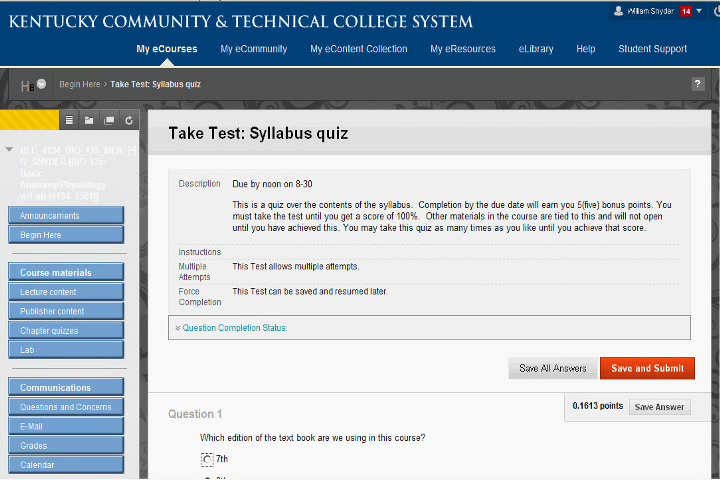 William Snyder 14
KENTUCKY COMMUNITY & TECHNICAL COLLEGE SYSTEM
My eCourses My eCommunity My eContent Collection My eResources eLibrary Help Student Support
Begin Here > Take Test: Syllabus quiz ?
Take Test: Syllabus quiz
Description Due by noon on 8-30
This is a quiz over the contents of the syllabus. Completion by the due date will earn you 5(five) bonus points. You
must take the test until you get a score of 100%. Other materials in the course are tied to this and will not open
until you have achieved this. You may take this quiz as many times as you like until you achieve that score.
Instructions
Multiple Attempts This Test allows multiple attempts.
Force Completion This Test can be saved and resumed later.
Question Completion Status:
Save All Answers Save and Submit
0.1613 points Save Answer
Question 1
Which edition of the text book are we using in this course?
7th
Basic
Anatomy/Physiology
Announcements
Begin Here
Course materials
Lecture content
Publisher content
Chapter quizzes
Lab
Communications
Questions and Concerns
E-Mail
Grades
Calendar